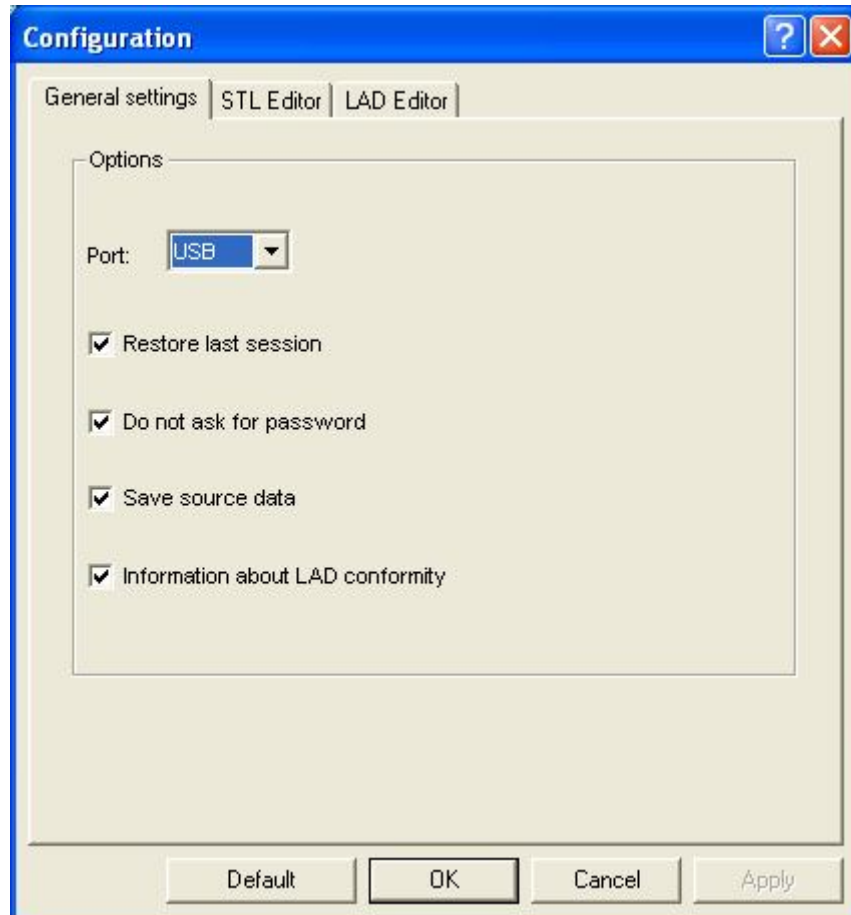 Configuration
General settings STL Editor LAD Editor
Options
Port: USB
Restore last session
Do not ask for password
Save source data
Information about LAD conformity
Default OK Cancel Apply